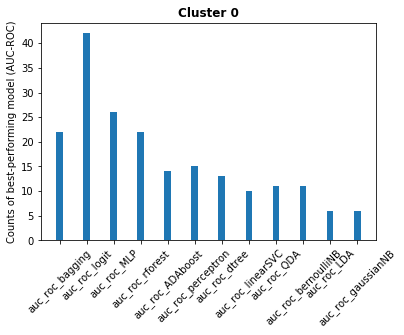 Cluster 0
Counts of best-performing model (AUC-ROC)
40
35
30
25
20
15
10
5
0
auc_roc_bagging
auc_roc_logit
auc_roc_MLP
auc_roc_rforest
auc_roc_ADAboost
auc_roc_perceptron
auc_roc_dtree
auc_roc_linearSVC
auc_roc_QDA
auc_roc_bernoulliNB
auc_roc_LDA
auc_roc_gaussianNB